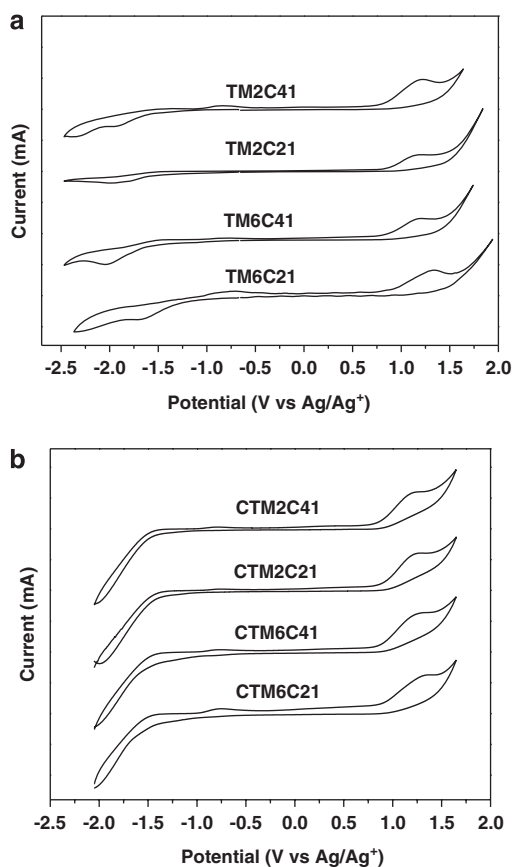 a
TM2C41
TM2C21
TM6C41
TM6C21
Current (mA)
-2.5 -2.0 -1.5 -1.0 -0.5 0.0 0.5 1.0 1.5 2.0
Potential (V vs Ag/Ag⁺)
b
CTM2C41
CTM2C21
CTM6C41
CTM6C21
Current (mA)
-2.5 -2.0 -1.5 -1.0 -0.5 0.0 0.5 1.0 1.5 2.0
Potential (V vs Ag/Ag⁺)